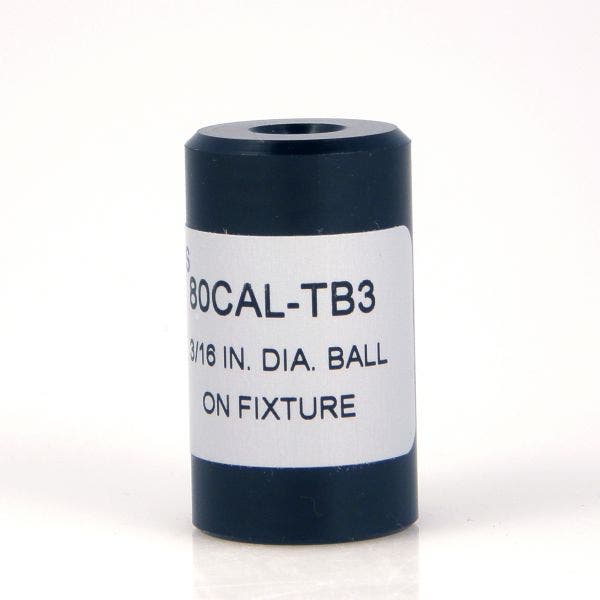 S
80CAL-TB3
3/16 IN. DIA. BALL
ON FIXTURE